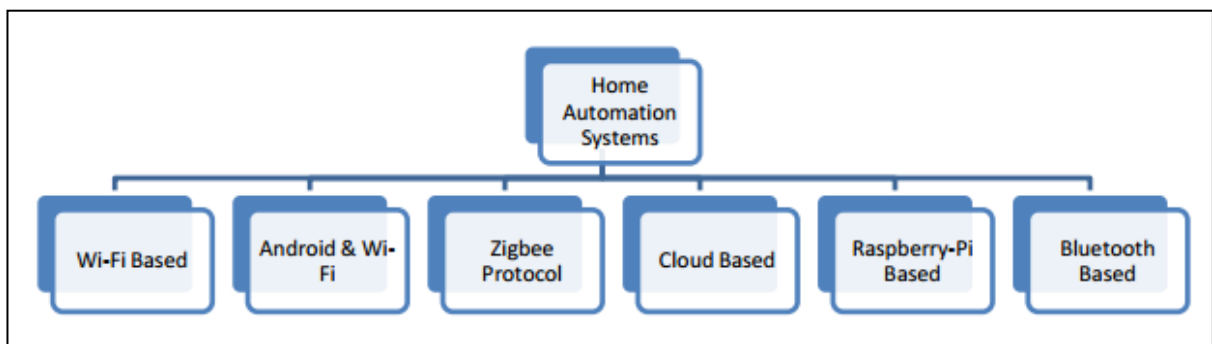 Home
Automation
Systems
Wi-Fi Based
Android & Wi-
Fi
Zigbee
Protocol
Cloud Based
Raspberry-Pi
Based
Bluetooth
Based